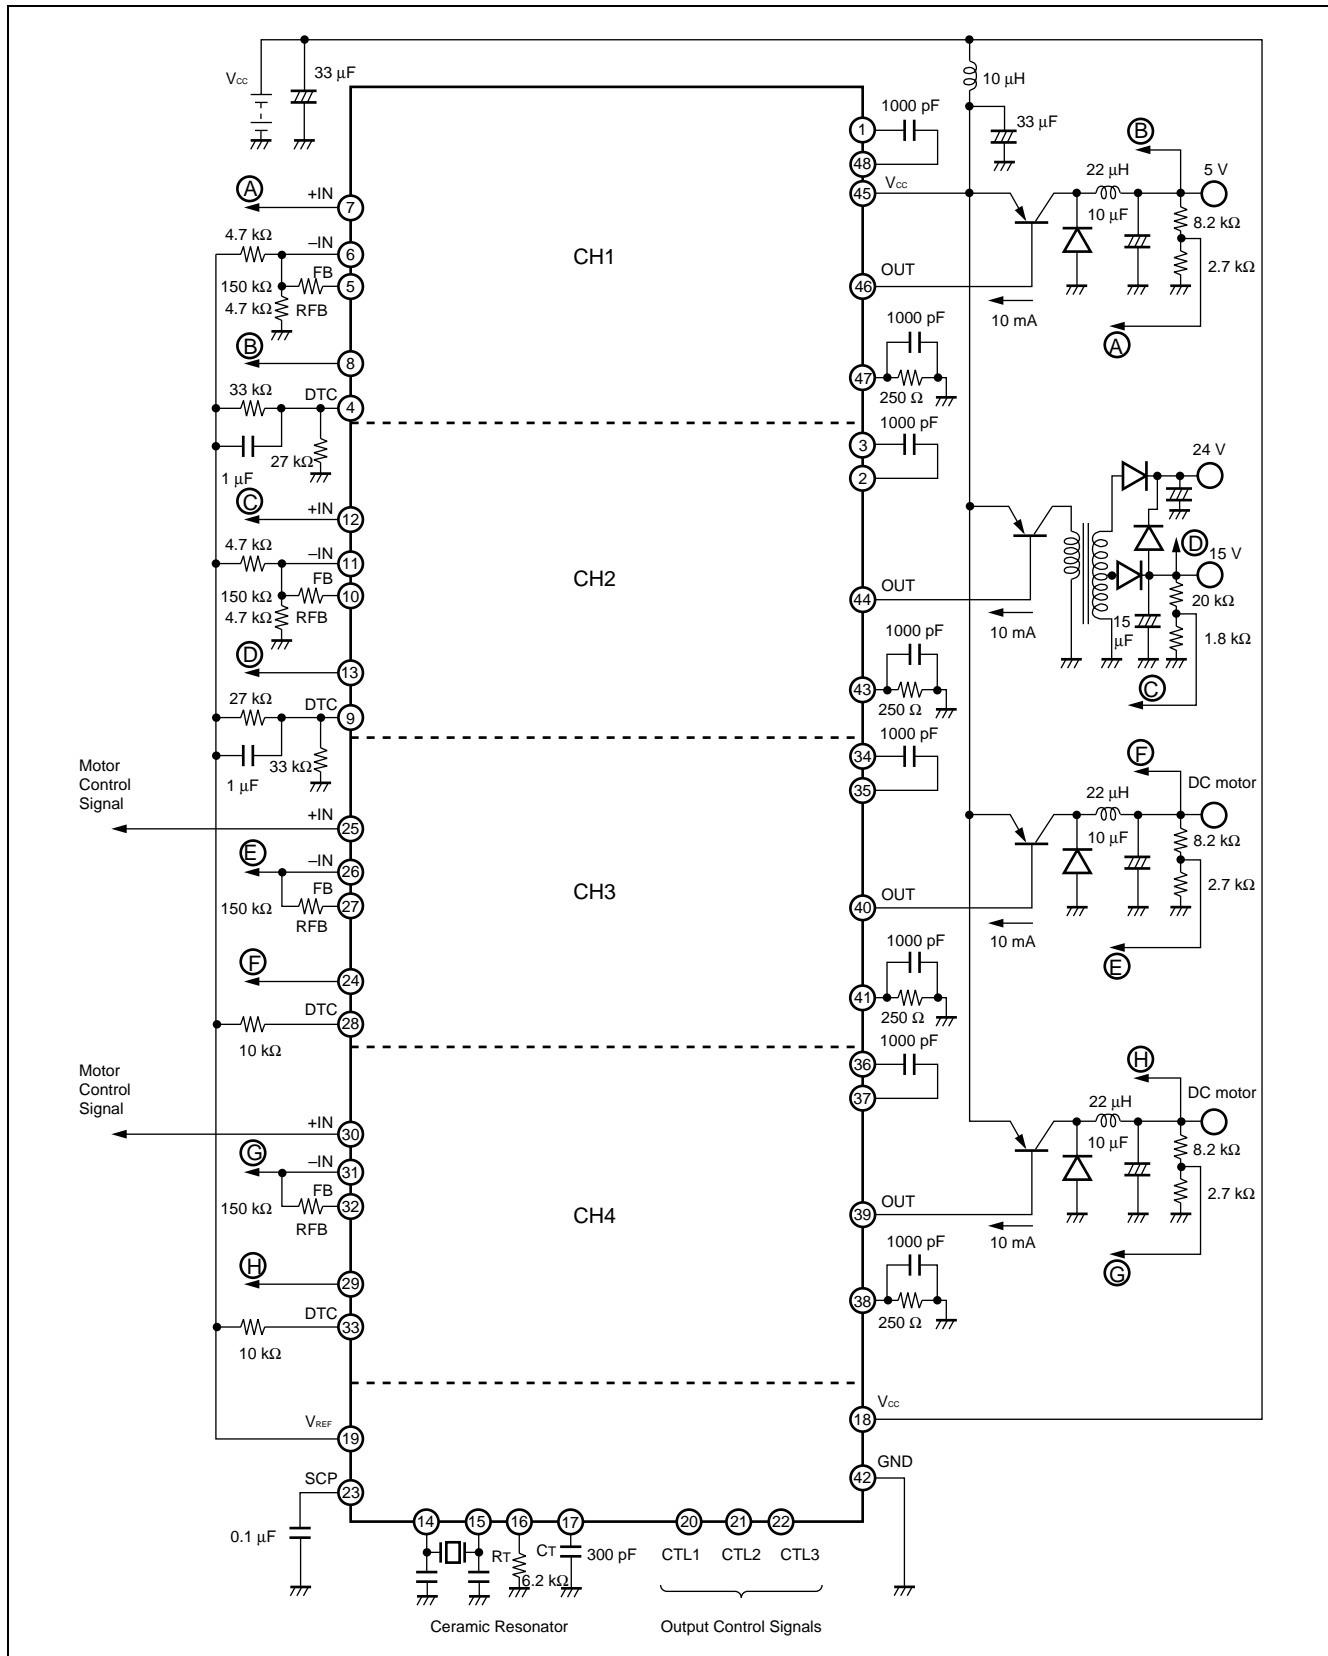 VCC
33 µF
10 µH
33 µF
1000 pF
1
48
VCC
45
B
22 µH
5 V
10 µF
8.2 kΩ
2.7 kΩ
A
+IN
7
4.7 kΩ
–IN
6
FB
150 kΩ
5
4.7 kΩ
RFB
CH1
OUT
46
10 mA
A
B
8
1000 pF
47
250 Ω
33 kΩ
DTC
4
1 µF
27 kΩ
1000 pF
3
2
24 V
C
+IN
12
4.7 kΩ
–IN
11
FB
150 kΩ
10
4.7 kΩ
RFB
CH2
OUT
44
10 mA
D
15 V
20 kΩ
15
µF
1.8 kΩ
C
D
13
1000 pF
43
250 Ω
27 kΩ
DTC
9
1 µF
33 kΩ
1000 pF
34
35
Motor
Control
Signal
+IN
25
F
DC motor
22 µH
10 µF
8.2 kΩ
2.7 kΩ
E
–IN
26
FB
150 kΩ
27
RFB
CH3
OUT
40
10 mA
E
F
24
1000 pF
41
250 Ω
DTC
28
10 kΩ
1000 pF
36
37
Motor
Control
Signal
+IN
30
H
DC motor
22 µH
10 µF
8.2 kΩ
2.7 kΩ
G
–IN
31
FB
150 kΩ
32
RFB
CH4
OUT
39
10 mA
G
H
29
1000 pF
38
250 Ω
DTC
33
10 kΩ
VREF
19
VCC
18
SCP
23
GND
42
0.1 µF
14
15
16
17
20
21
22
RT
6.2 kΩ
CT
300 pF
CTL1
CTL2
CTL3
Ceramic Resonator
Output Control Signals